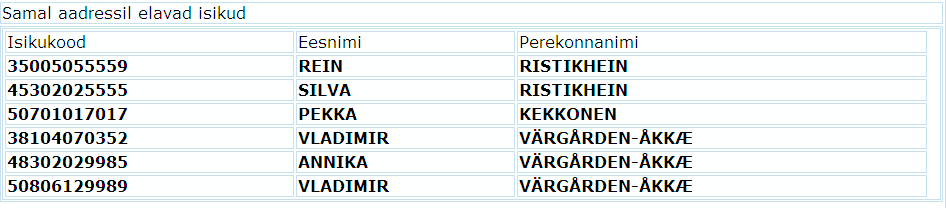 Samal aadressil elavad isikud
Isikukood Eesnimi Perekonnanimi
35005055559 REIN RISTIKHEIN
45302025555 SILVA RISTIKHEIN
50701017017 PEKKA KEKKONEN
38104070352 VLADIMIR VÄRGÅRDEN-ÅKKÆ
48302029985 ANNIKA VÄRGÅRDEN-ÅKKÆ
50806129989 VLADIMIR VÄRGÅRDEN-ÅKKÆ